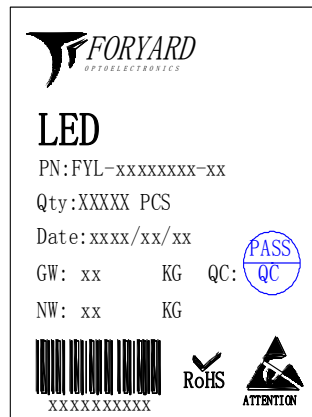 FORYARD
OPTOELECTRONICS
LED
PN:FYL-xxxxxxxx-xx
Qty:XXXXX PCS
Date:xxxx/xx/xx
PASS
GW: xx KG QC: QC
NW: xx KG
RoHS
ATTENTION
xxxxxxxxxx